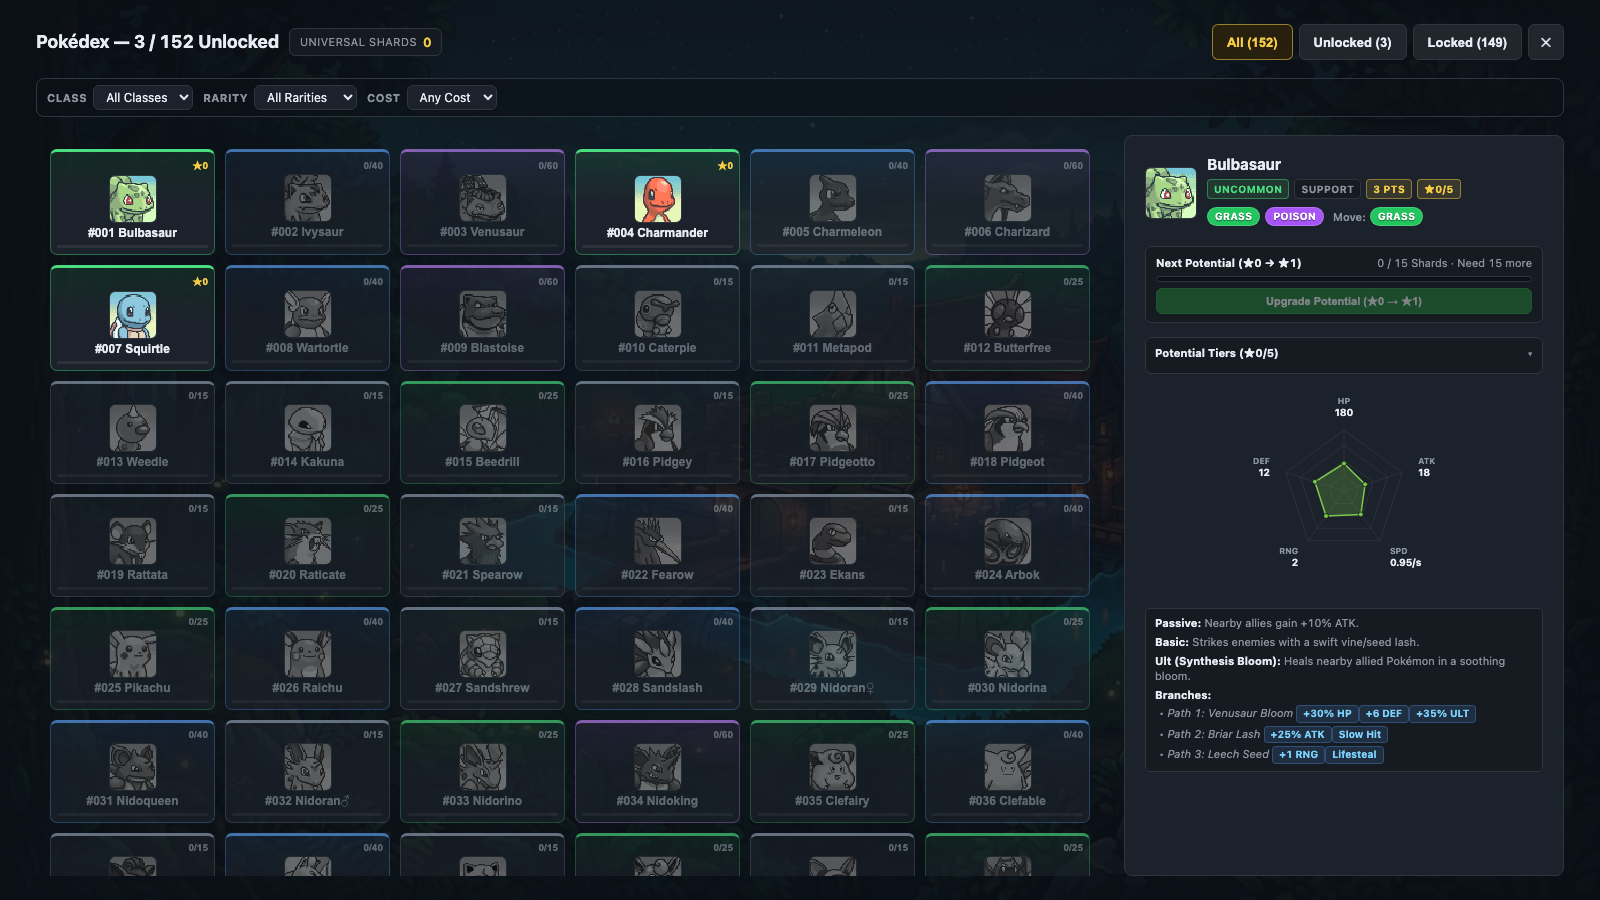 Pokédex — 3 / 152 Unlocked
UNIVERSAL SHARDS 0
All (152)
Unlocked (3)
Locked (149)
✕
CLASS All Classes RARITY All Rarities COST Any Cost
★0
0/40
0/60
★0
0/40
0/60
#001 Bulbasaur
#002 Ivysaur
#003 Venusaur
#004 Charmander
#005 Charmeleon
#006 Charizard
★0
0/40
0/60
0/15
0/15
0/25
#007 Squirtle
#008 Wartortle
#009 Blastoise
#010 Caterpie
#011 Metapod
#012 Butterfree
0/15
0/15
0/25
0/15
0/25
0/40
#013 Weedle
#014 Kakuna
#015 Beedrill
#016 Pidgey
#017 Pidgeotto
#018 Pidgeot
0/15
0/25
0/15
0/40
0/15
0/40
#019 Rattata
#020 Raticate
#021 Spearow
#022 Fearow
#023 Ekans
#024 Arbok
0/25
0/40
0/15
0/40
0/15
0/25
#025 Pikachu
#026 Raichu
#027 Sandshrew
#028 Sandslash
#029 Nidoran♀
#030 Nidorina
0/40
0/15
0/25
0/60
0/25
0/40
#031 Nidoqueen
#032 Nidoran♂
#033 Nidorino
#034 Nidoking
#035 Clefairy
#036 Clefable
0/15
0/40
0/15
0/25
0/15
0/25
Bulbasaur
UNCOMMON SUPPORT 3 PTS ★0/5
GRASS POISON Move: GRASS
Next Potential (★0 → ★1) 0 / 15 Shards · Need 15 more
Upgrade Potential (★0 → ★1)
Potential Tiers (★0/5)
HP
180
DEF
12
ATK
18
RNG
2
SPD
0.95/s
Passive: Nearby allies gain +10% ATK.
Basic: Strikes enemies with a swift vine/seed lash.
Ult (Synthesis Bloom): Heals nearby allied Pokémon in a soothing
bloom.
Branches:
• Path 1: Venusaur Bloom +30% HP +6 DEF +35% ULT
• Path 2: Briar Lash +25% ATK Slow Hit
• Path 3: Leech Seed +1 RNG Lifesteal